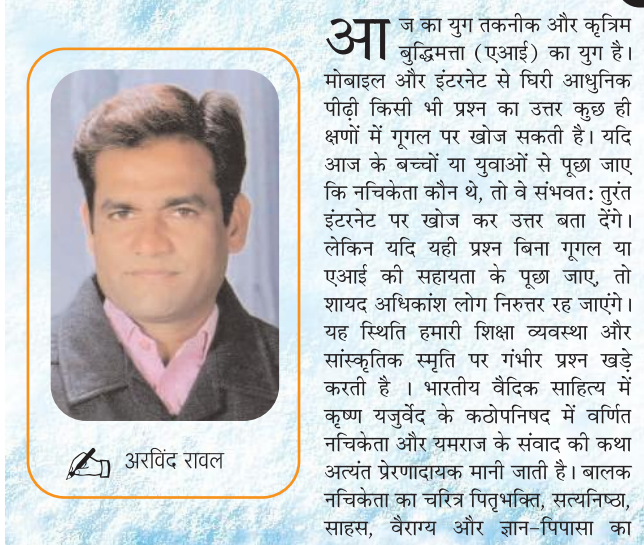 आज का युग तकनीक और कृत्रिम
बुद्धिमत्ता (एआई) का युग है।
मोबाइल और इंटरनेट से घिरी आधुनिक
पीढ़ी किसी भी प्रश्न का उत्तर कुछ ही
क्षणों में गूगल पर खोज सकती है। यदि
आज के बच्चों या युवाओं से पूछा जाए
कि नचिकेता कौन थे, तो वे संभवतः तुरंत
इंटरनेट पर खोज कर उत्तर बता देंगे।
लेकिन यदि यही प्रश्न बिना गूगल या
एआई की सहायता के पूछा जाए, तो
शायद अधिकांश लोग निरुत्तर रह जाएंगे।
यह स्थिति हमारी शिक्षा व्यवस्था और
सांस्कृतिक स्मृति पर गंभीर प्रश्न खड़े
करती है । भारतीय वैदिक साहित्य में
कृष्ण यजुर्वेद के कठोपनिषद में वर्णित
नचिकेता और यमराज के संवाद की कथा
अत्यंत प्रेरणादायक मानी जाती है। बालक
नचिकेता का चरित्र पितृभक्ति, सत्यनिष्ठा,
साहस, वैराग्य और ज्ञान-पिपासा का
अरविंद रावल